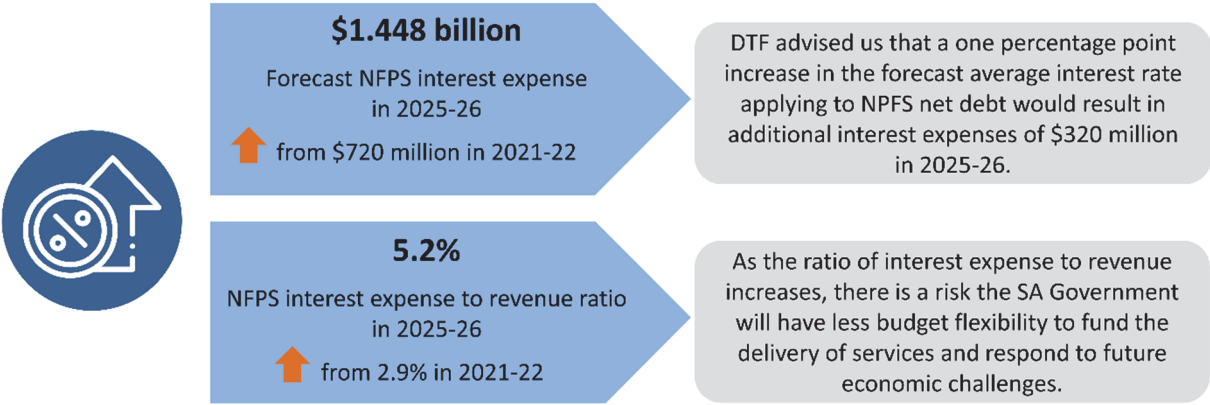 $1.448 billion
Forecast NFPS interest expense
in 2025-26
from $720 million in 2021-22
DTF advised us that a one percentage point
increase in the forecast average interest rate
applying to NPFS net debt would result in
additional interest expenses of $320 million
in 2025-26.
%
5.2%
NFPS interest expense to revenue ratio
in 2025-26
from 2.9% in 2021-22
As the ratio of interest expense to revenue
increases, there is a risk the SA Government
will have less budget flexibility to fund the
delivery of services and respond to future
economic challenges.